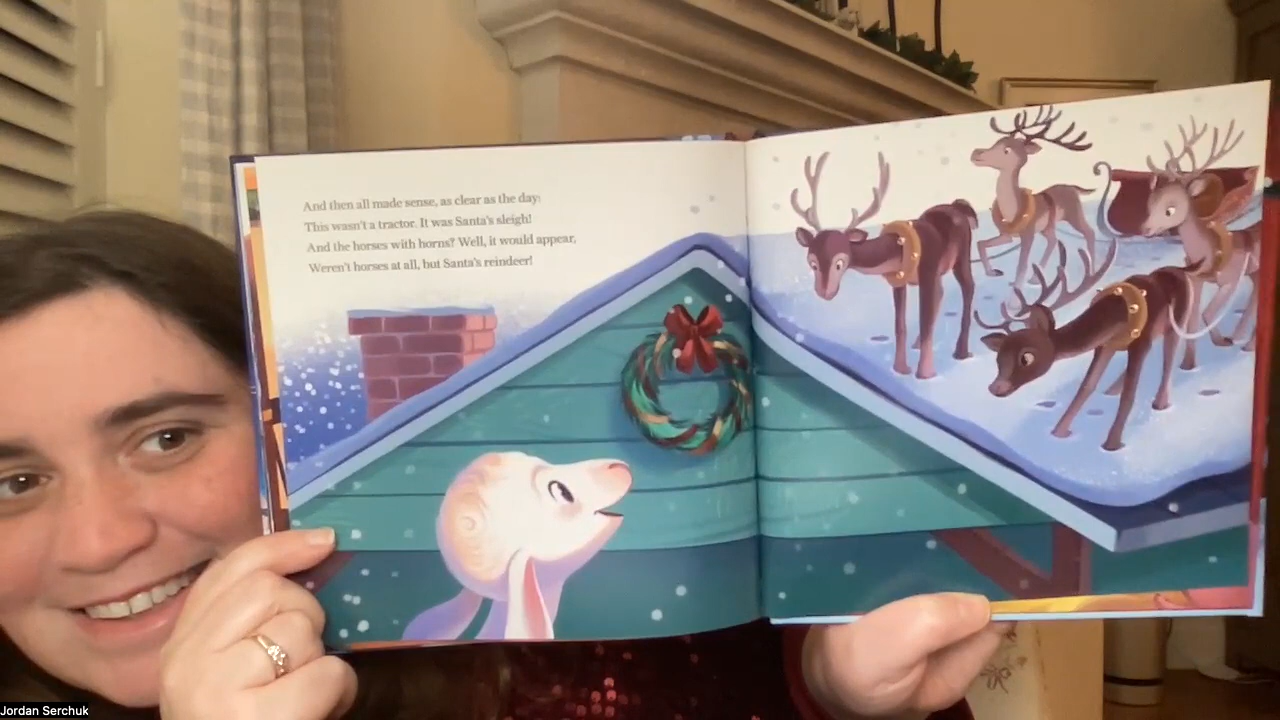 And then all made sense, as clear as the day:
This wasn't a tractor. It was Santa's sleigh!
And the horses with horns? Well, it would appear,
Weren't horses at all, but Santa's reindeer!
Jordan Serchuk